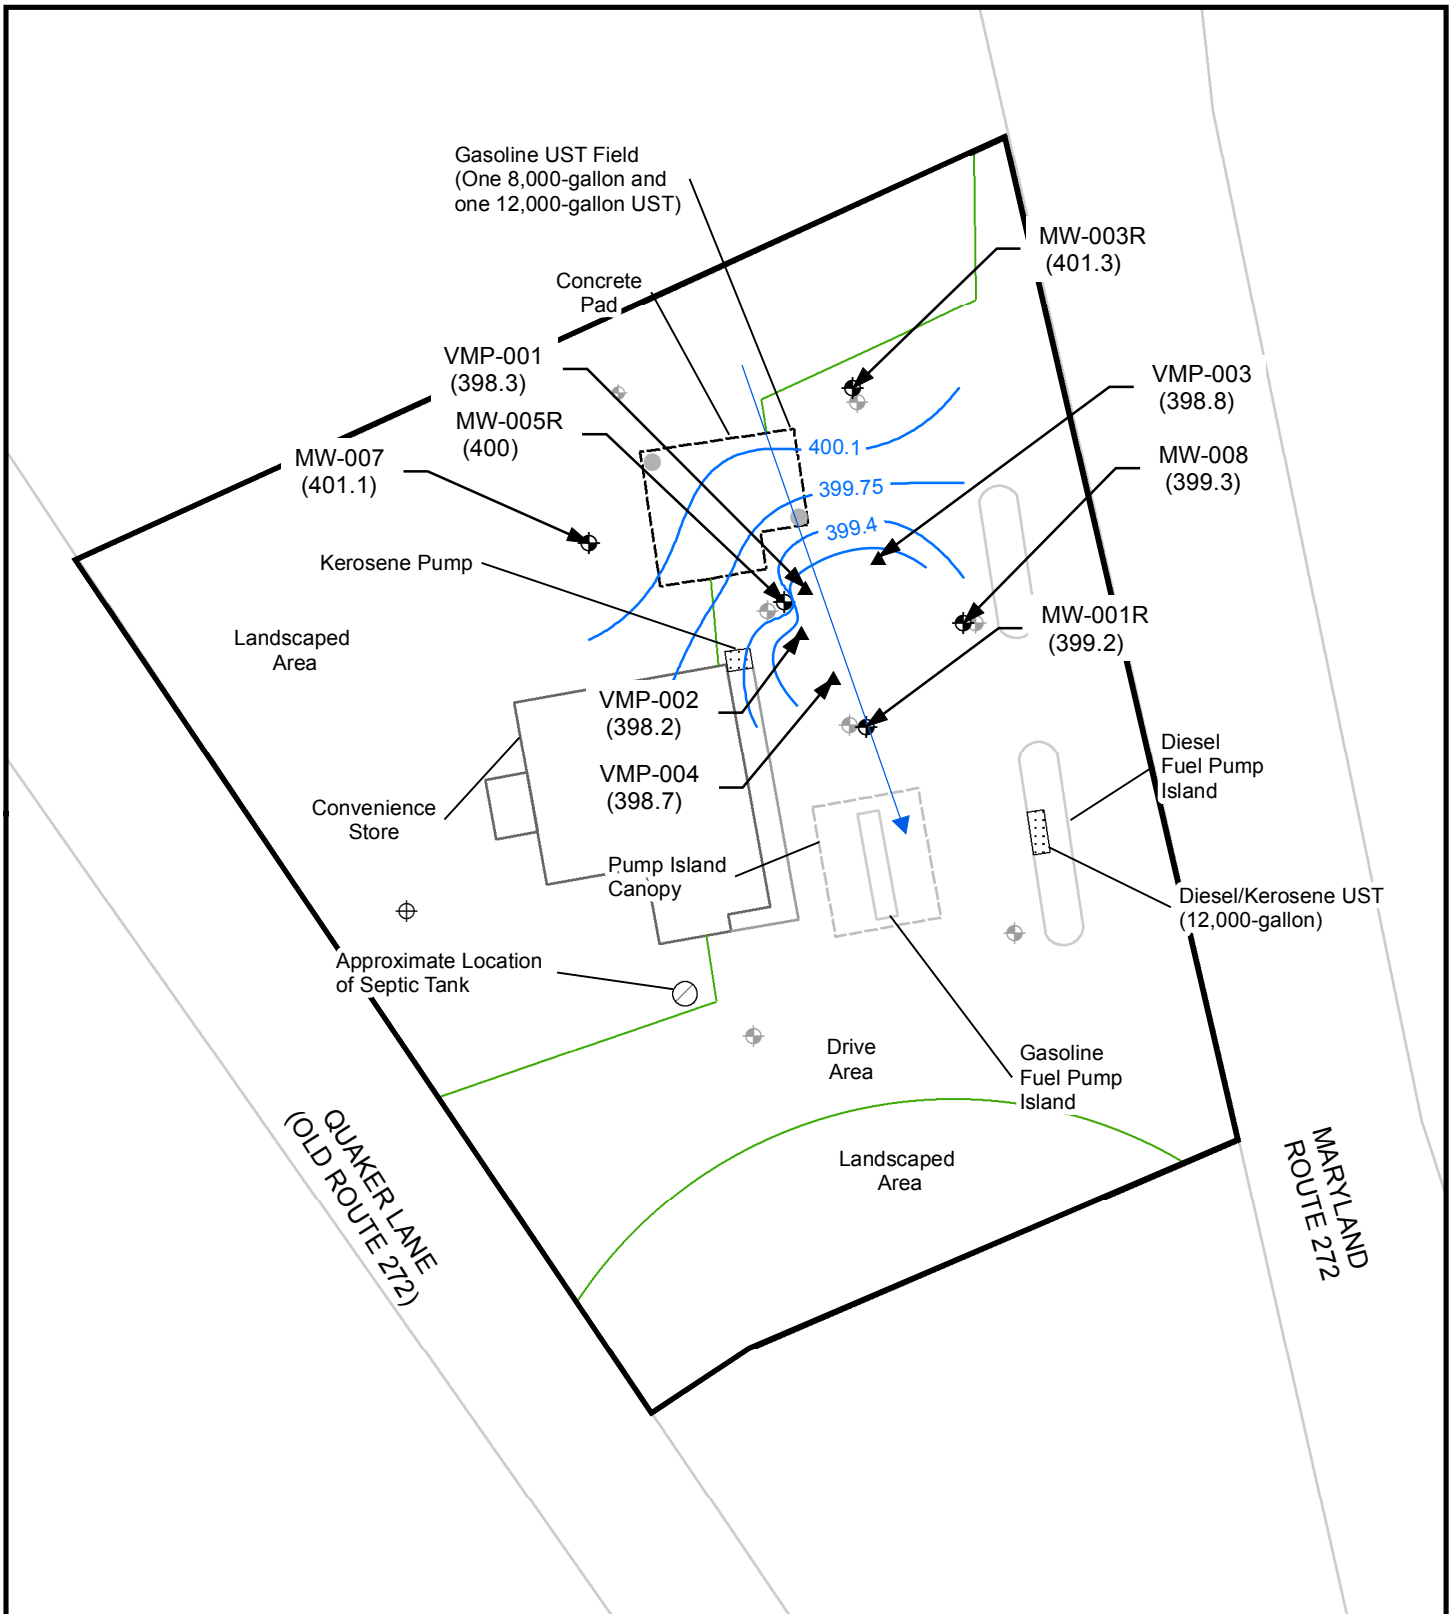 Gasoline UST Field
(One 8,000-gallon and
one 12,000-gallon UST)
MW-003R
(401.3)
Concrete
Pad
VMP-001
(398.3)
VMP-003
(398.8)
MW-005R
(400)
400.1
MW-007
(401.1)
MW-008
(399.3)
399.75
399.4
Kerosene Pump
MW-001R
(399.2)
Landscaped
Area
VMP-002
(398.2)
Diesel
Fuel Pump
Island
VMP-004
(398.7)
Convenience
Store
Pump Island
Canopy
Diesel/Kerosene UST
(12,000-gallon)
Approximate Location
of Septic Tank
Drive
Area
Gasoline
Fuel Pump
Island
Landscaped
Area
QUAKER LANE
(OLD ROUTE 272)
MARYLAND
ROUTE 272